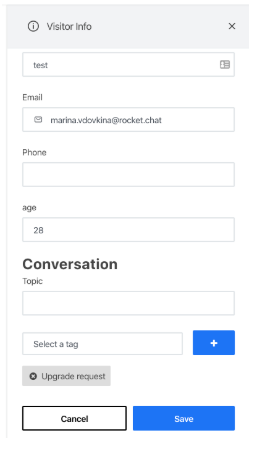 Visitor Info
test
Email
marina.vdovkina@rocket.chat
Phone
age
28
Conversation
Topic
Select a tag
Upgrade request
Cancel Save